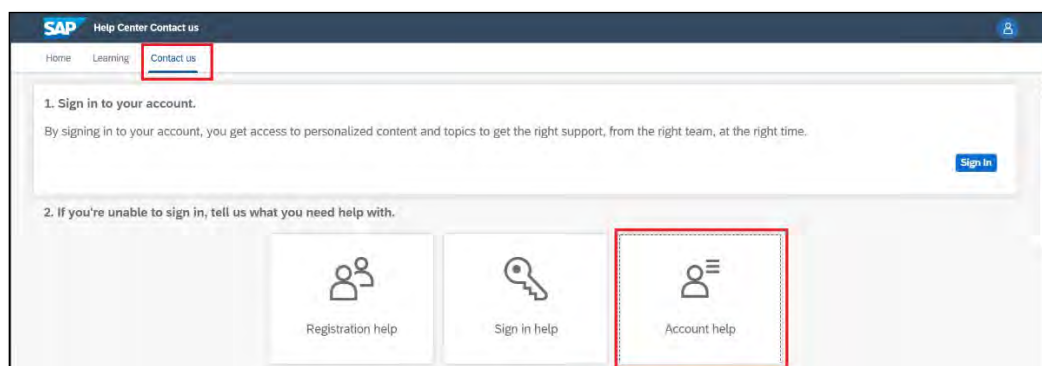 SAP Help Center Contact us
Home Learning Contact us
1. Sign in to your account.
By signing in to your account, you get access to personalized content and topics to get the right support, from the right team, at the right time.
Sign In
2. If you're unable to sign in, tell us what you need help with.
Registration help Sign in help Account help